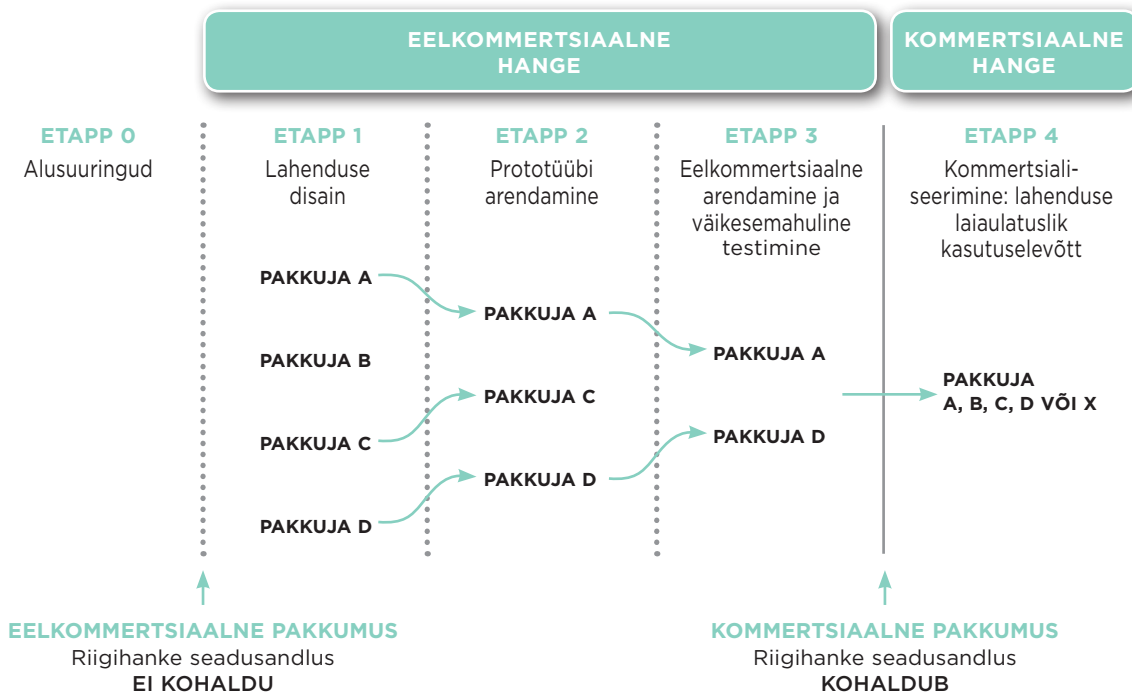 EELKOMMERTSIAALNE
HANGE
KOMMERTSIAALNE
HANGE
ETAPP 0
Alusuuringud
ETAPP 1
Lahenduse
disain
ETAPP 2
Prototüübi
arendamine
ETAPP 3
Eelkommertsiaalne
arendamine ja
väikesemahuline
testimine
ETAPP 4
Kommertsiali-
seerimine: lahenduse
laiaulatuslik
kasutuselevõtt
PAKKUJA A
PAKKUJA B
PAKKUJA C
PAKKUJA D
PAKKUJA A
PAKKUJA C
PAKKUJA D
PAKKUJA A
PAKKUJA D
PAKKUJA
A, B, C, D VÕI X
EELKOMMERTSIAALNE PAKKUMUS
Riigihanke seadusandlus
EI KOHALDU
KOMMERTSIAALNE PAKKUMUS
Riigihanke seadusandlus
KOHALDUB